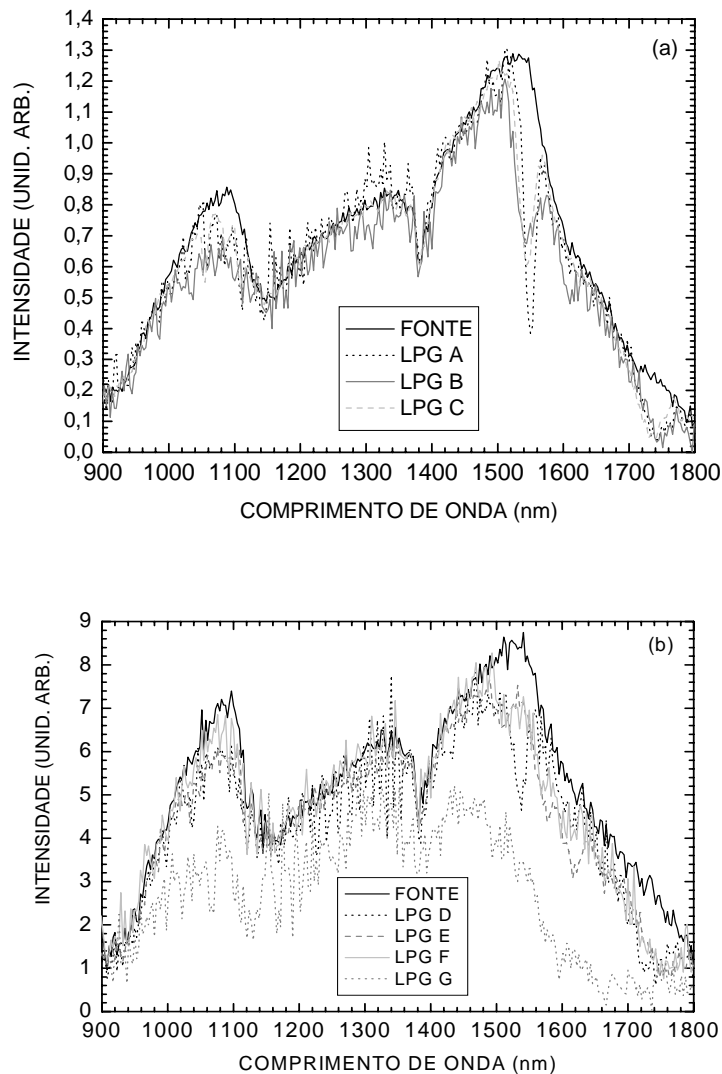 (a)
1,4
1,3
1,2
1,1
1,0
0,9
0,8
0,7
0,6
0,5
0,4
0,3
0,2
0,1
0,0
INTENSIDADE (UNID. ARB.)
FONTE
LPG A
LPG B
LPG C
900 1000 1100 1200 1300 1400 1500 1600 1700 1800
COMPRIMENTO DE ONDA (nm)
(b)
9
8
7
6
5
4
3
2
1
0
INTENSIDADE (UNID. ARB.)
FONTE
LPG D
LPG E
LPG F
LPG G
900 1000 1100 1200 1300 1400 1500 1600 1700 1800
COMPRIMENTO DE ONDA (nm)